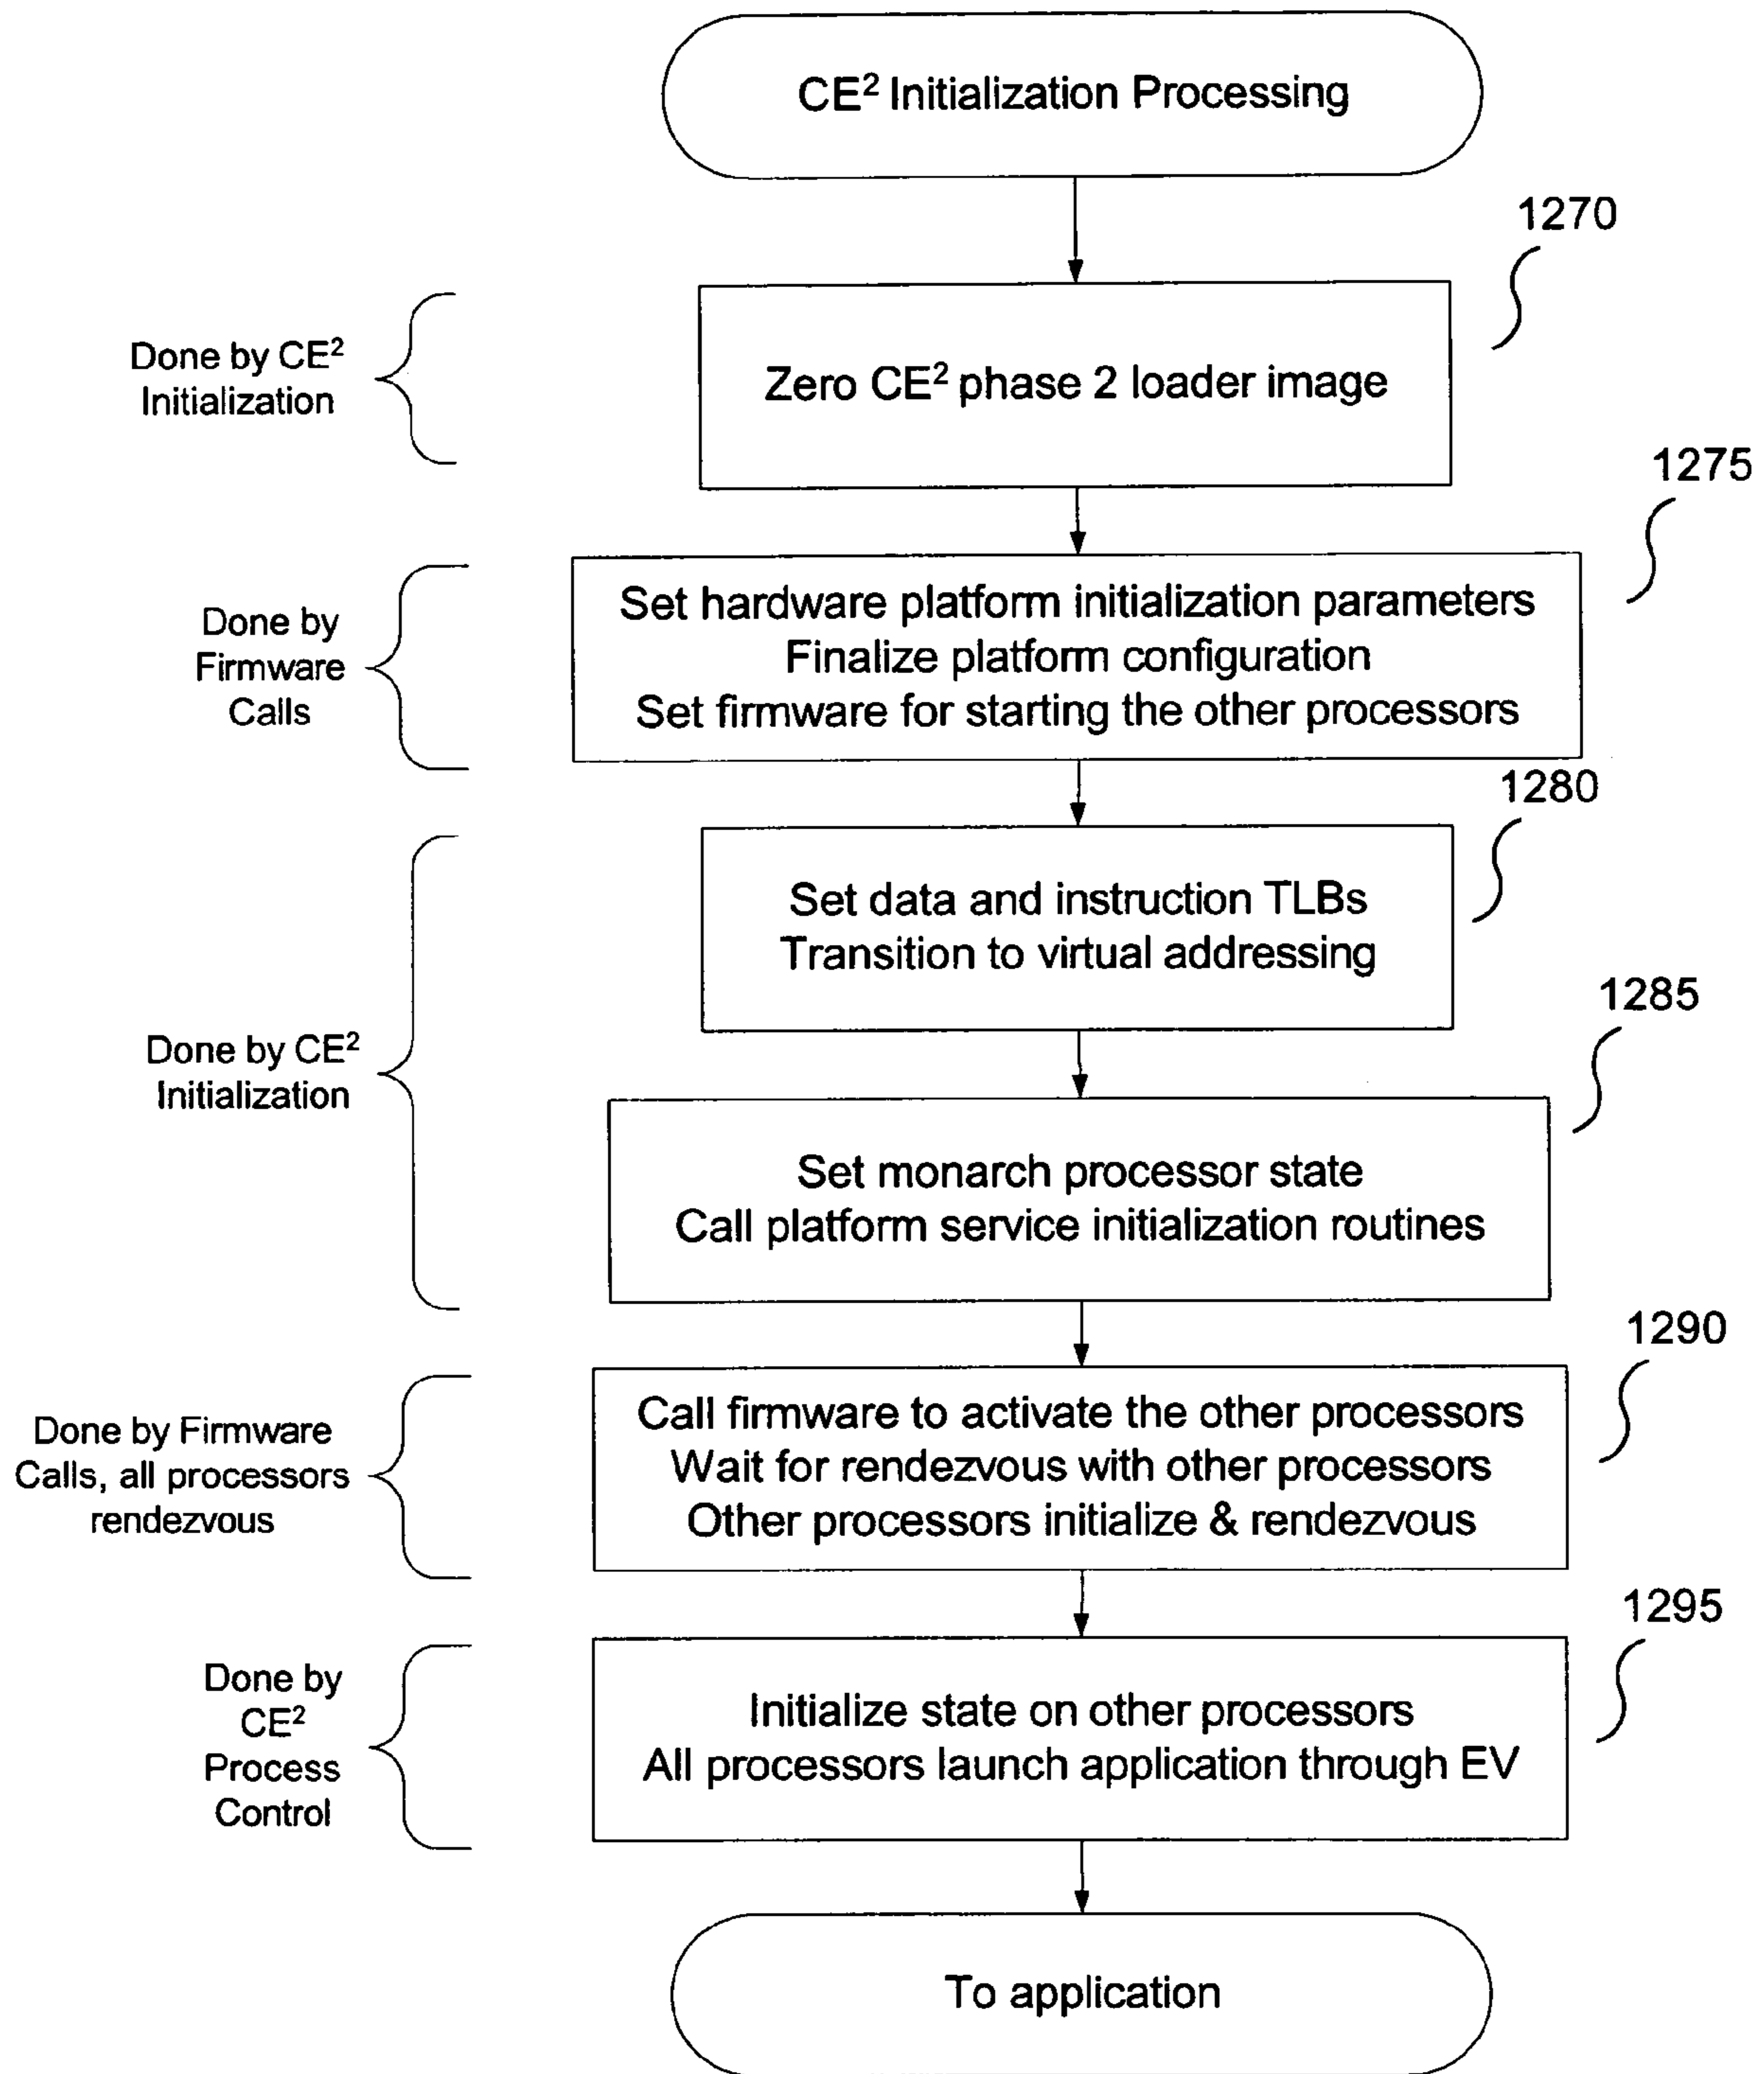 CE² Initialization Processing
1270
Done by CE²
Initialization
Zero CE² phase 2 loader image
1275
Done by
Firmware
Calls
Set hardware platform initialization parameters
Finalize platform configuration
Set firmware for starting the other processors
1280
Set data and instruction TLBs
Transition to virtual addressing
1285
Done by CE²
Initialization
Set monarch processor state
Call platform service initialization routines
1290
Done by Firmware
Calls, all processors
rendezvous
Call firmware to activate the other processors
Wait for rendezvous with other processors
Other processors initialize & rendezvous
1295
Done by
CE²
Process
Control
Initialize state on other processors
All processors launch application through EV
To application